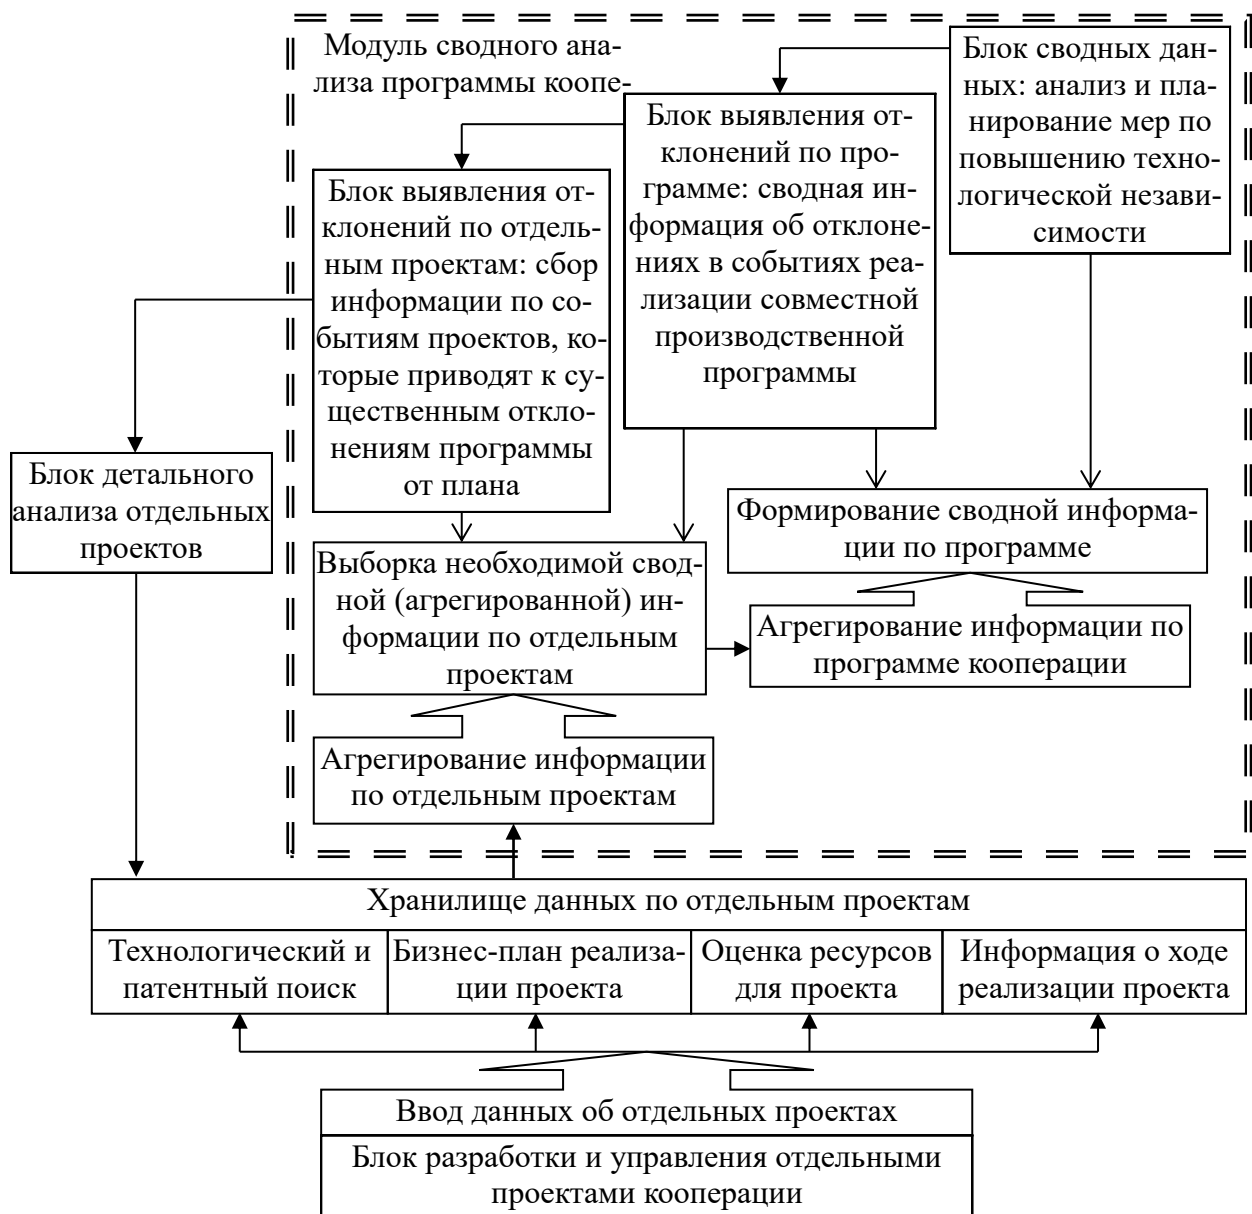 Модуль сводного ана-
лиза программы коопе-
Блок сводных дан-
ных: анализ и пла-
нирование мер по
повышению техно-
логической незави-
симости
Блок выявления от-
клонений по про-
грамме: сводная ин-
формация об отклоне-
ниях в событиях реа-
лизации совместной
производственной
программы
Блок выявления от-
клонений по отдель-
ным проектам: сбор
информации по со-
бытиям проектов, ко-
торые приводят к су-
щественным откло-
нениям программы
от плана
Блок детального
анализа отдельных
проектов
Формирование сводной информа-
ции по программе
Выборка необходимой свод-
ной (агрегированной) ин-
формации по отдельным
проектам
Агрегирование информации по
программе кооперации
Агрегирование информации
по отдельным проектам
Хранилище данных по отдельным проектам
Технологический и
патентный поиск
Бизнес-план реализа-
ции проекта
Оценка ресурсов
для проекта
Информация о ходе
реализации проекта
Ввод данных об отдельных проектах
Блок разработки и управления отдельными
проектами кооперации